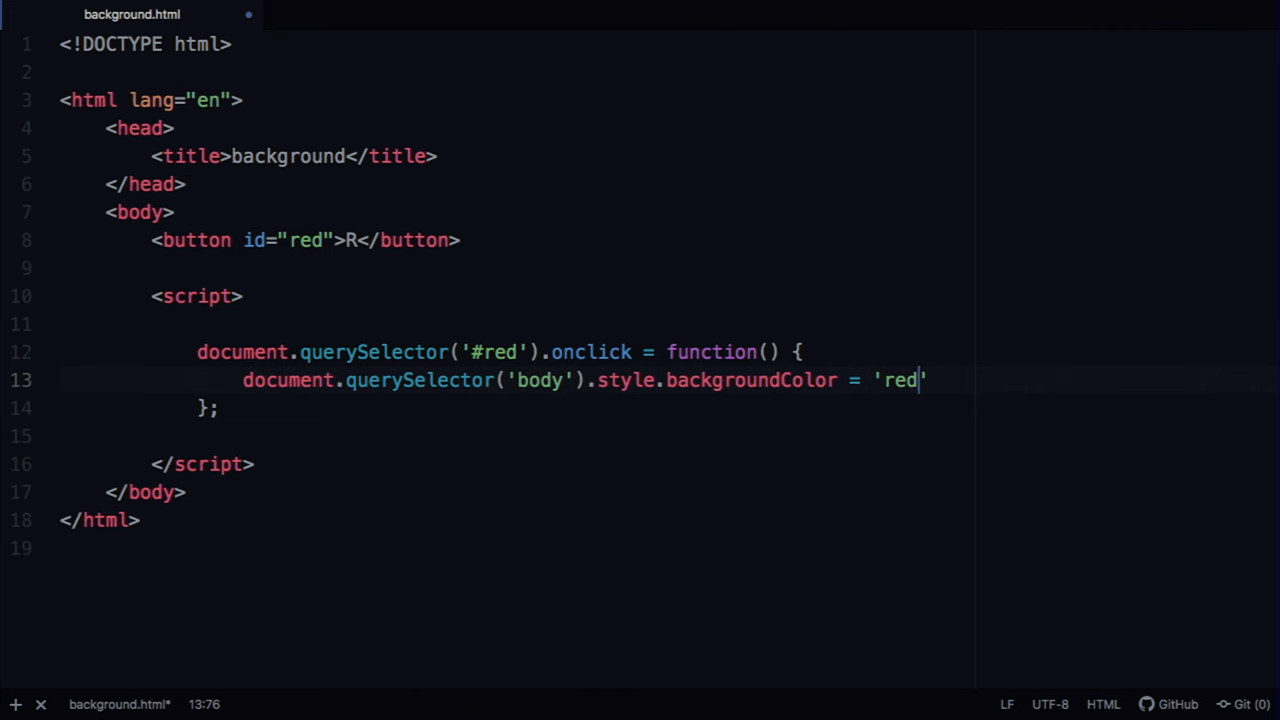 background.html
1 <!DOCTYPE html>
2
3 <html lang="en">
4     <head>
5         <title>background</title>
6     </head>
7     <body>
8         <button id="red">R</button>
9
10         <script>
11
12             document.querySelector('#red').onclick = function() {
13                 document.querySelector('body').style.backgroundColor = 'red'
14             };
15
16         </script>
17     </body>
18 </html>
19
background.html* 13:76 LF UTF-8 HTML GitHub Git (0)